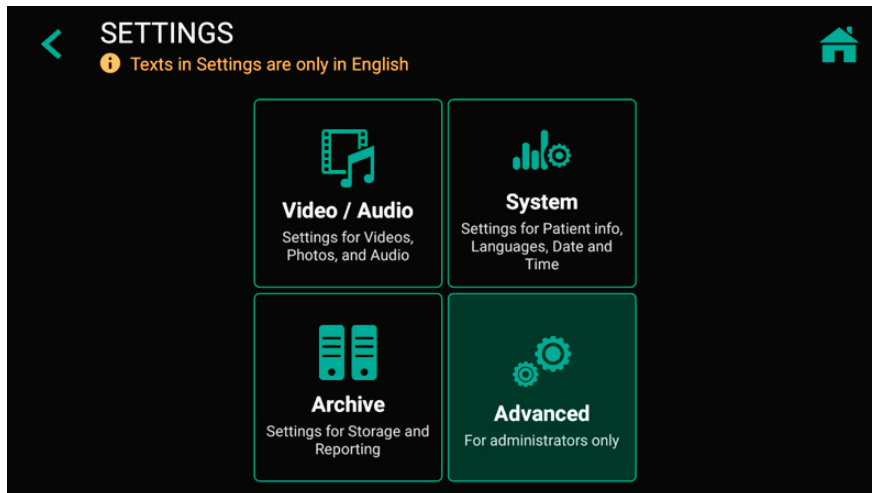 SETTINGS
Texts in Settings are only in English
Video / Audio
Settings for Videos,
Photos, and Audio
System
Settings for Patient info,
Languages, Date and
Time
Archive
Settings for Storage and
Reporting
Advanced
For administrators only